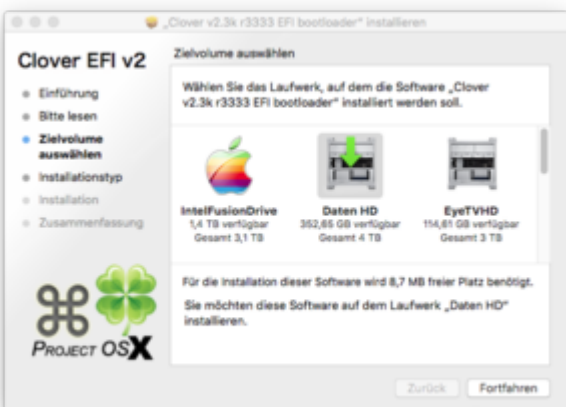 „Clover v2.3k r3333 EFI bootloader“ installieren
Clover EFI v2
Zielvolume auswählen
Einführung
Bitte lesen
Zielvolume
auswählen
Installationstyp
Installation
Zusammenfassung
Wählen Sie das Laufwerk, auf dem die Software „Clover
v2.3k r3333 EFI bootloader“ installiert werden soll.
IntelFusionDrive
1,4 TB verfügbar
Gesamt 3,1 TB
Daten HD
352,65 GB verfügbar
Gesamt 4 TB
EyeTVHD
114,61 GB verfügbar
Gesamt 3 TB
Für die Installation dieser Software wird 8,7 MB freier Platz benötigt.
Sie möchten diese Software auf dem Laufwerk „Daten HD“
installieren.
PROJECT OSX
Zurück
Fortfahren